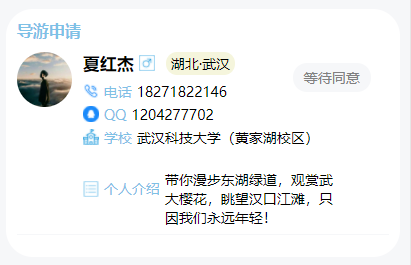 导游申请
夏红杰 湖北·武汉
等待同意
电话 18271822146
QQ 1204277702
学校 武汉科技大学（黄家湖校区）
个人介绍 带你漫步东湖绿道，观赏武
大樱花，眺望汉口江滩，只
因我们永远年轻！